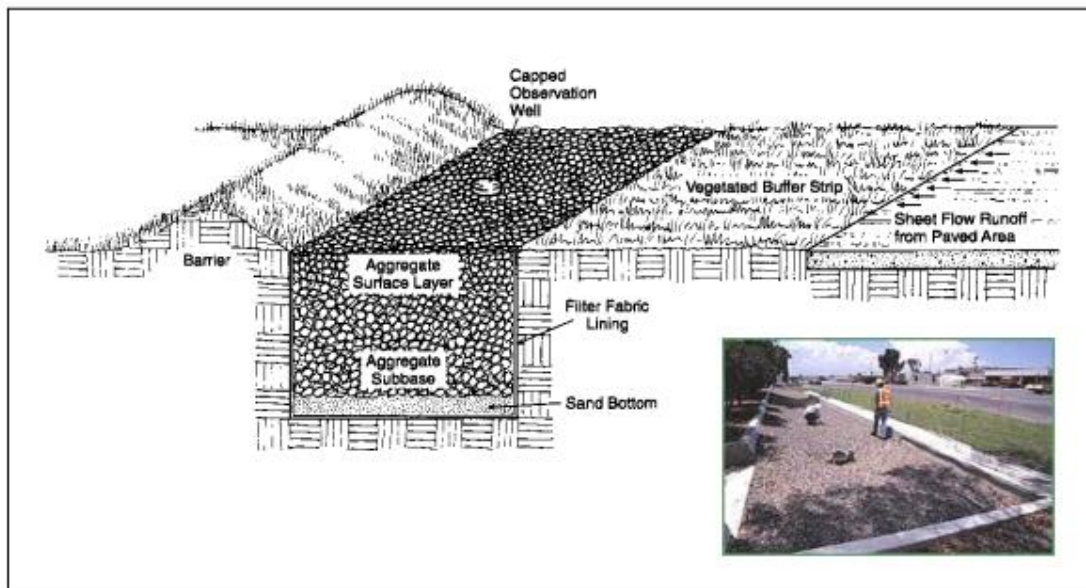 Capped
Observation
Well
Vegetated Buffer Strip
Sheet Flow Runoff
from Paved Area
Barrier
Aggregate
Surface Layer
Filter Fabric
Lining
Aggregate
Subbase
Sand Bottom